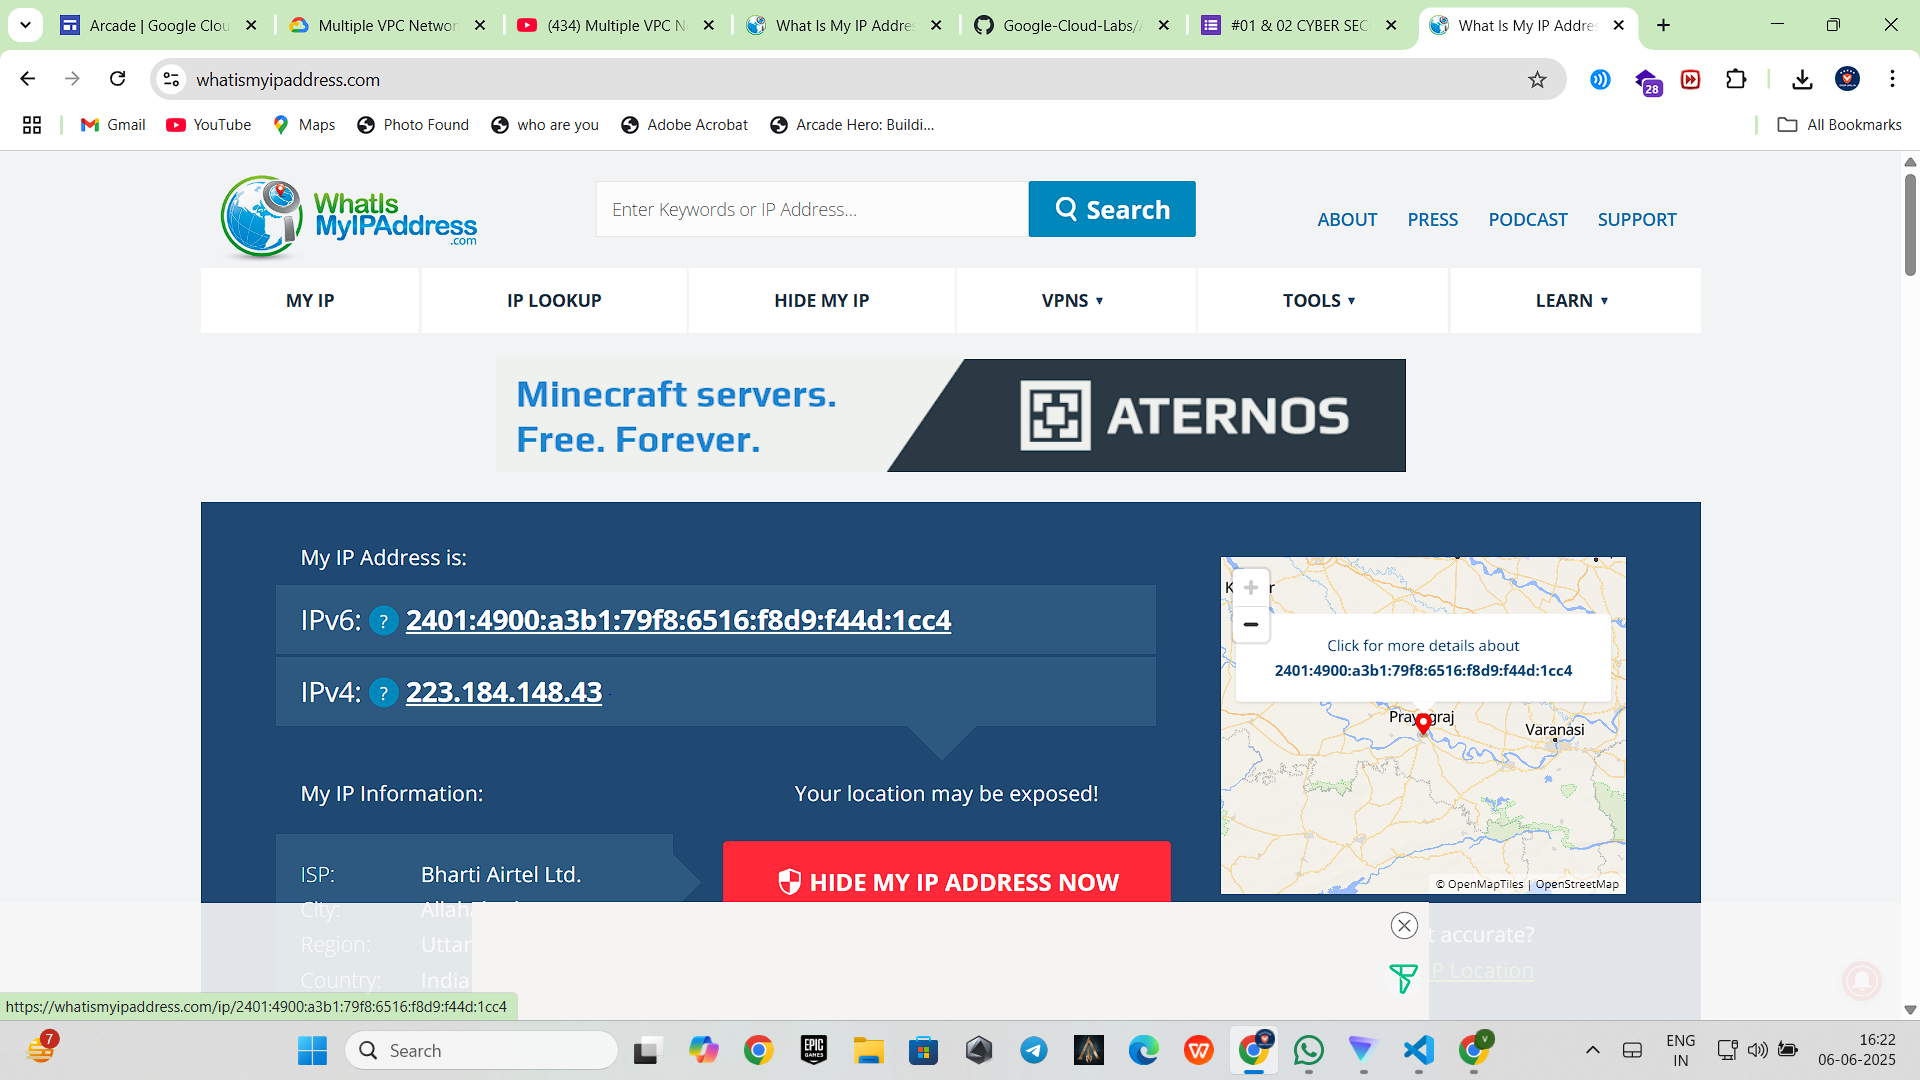 Arcade | Google Clou
Multiple VPC Networ
(434) Multiple VPC N
What Is My IP Addre
Google-Cloud-Labs/
#01 & 02 CYBER SEC
What Is My IP Addre
whatismyipaddress.com
28
Gmail
YouTube
Maps
Photo Found
who are you
Adobe Acrobat
Arcade Hero: Buildi...
All Bookmarks
WhatIs
MyIPAddress
.com
Enter Keywords or IP Address...
Search
ABOUT
PRESS
PODCAST
SUPPORT
MY IP
IP LOOKUP
HIDE MY IP
VPNS
TOOLS
LEARN
Minecraft servers.
Free. Forever.
ATERNOS
My IP Address is:
IPv6: ? 2401:4900:a3b1:79f8:6516:f8d9:f44d:1cc4
IPv4: ? 223.184.148.43
Click for more details about
2401:4900:a3b1:79f8:6516:f8d9:f44d:1cc4
Prayagraj
Varanasi
© OpenMapTiles | OpenStreetMap
My IP Information:
Your location may be exposed!
ISP: Bharti Airtel Ltd.
HIDE MY IP ADDRESS NOW
City:
Region: Uttar
Country: India
accurate?
IP Location
https://whatismyipaddress.com/ip/2401:4900:a3b1:79f8:6516:f8d9:f44d:1cc4
7
Search
EPIC
GAMES
ENG
IN
16:22
06-06-2025